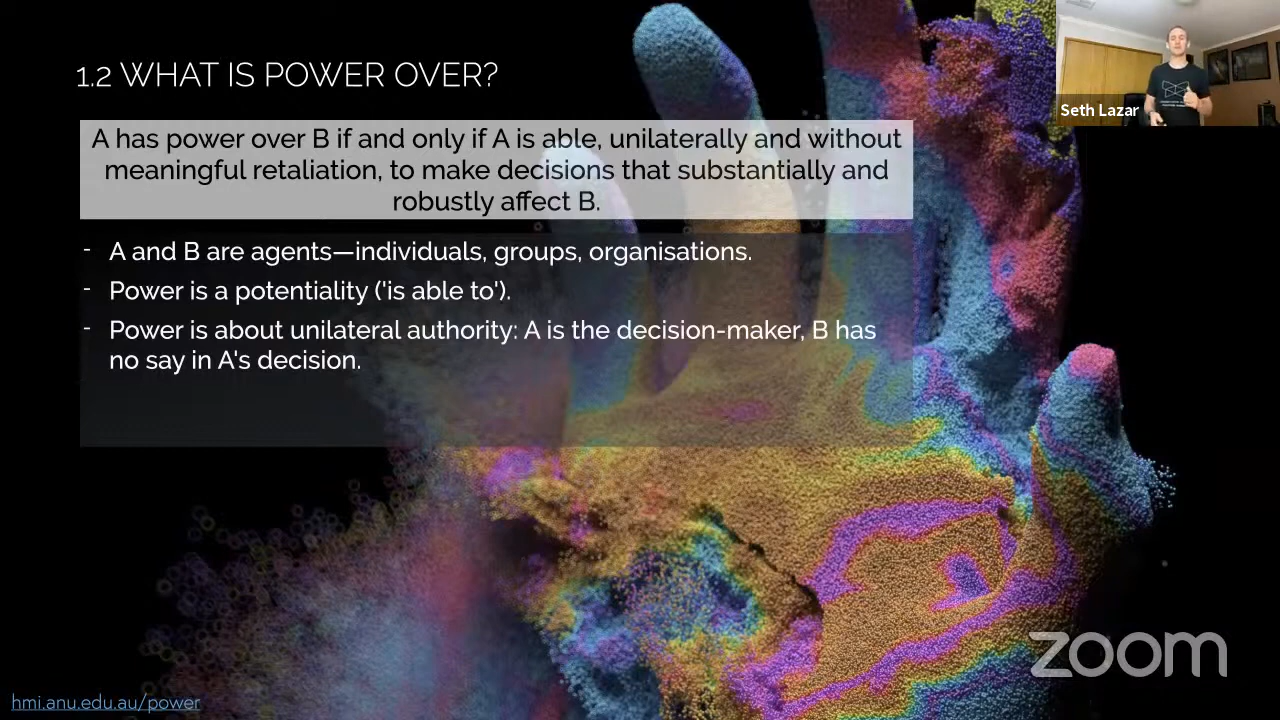 1.2 WHAT IS POWER OVER?
Seth Lazar
A has power over B if and only if A is able, unilaterally and without
meaningful retaliation, to make decisions that substantially and
robustly affect B.
- A and B are agents—individuals, groups, organisations.
- Power is a potentiality ('is able to').
- Power is about unilateral authority: A is the decision-maker, B has
no say in A's decision.
zoom
hmi.anu.edu.au/power